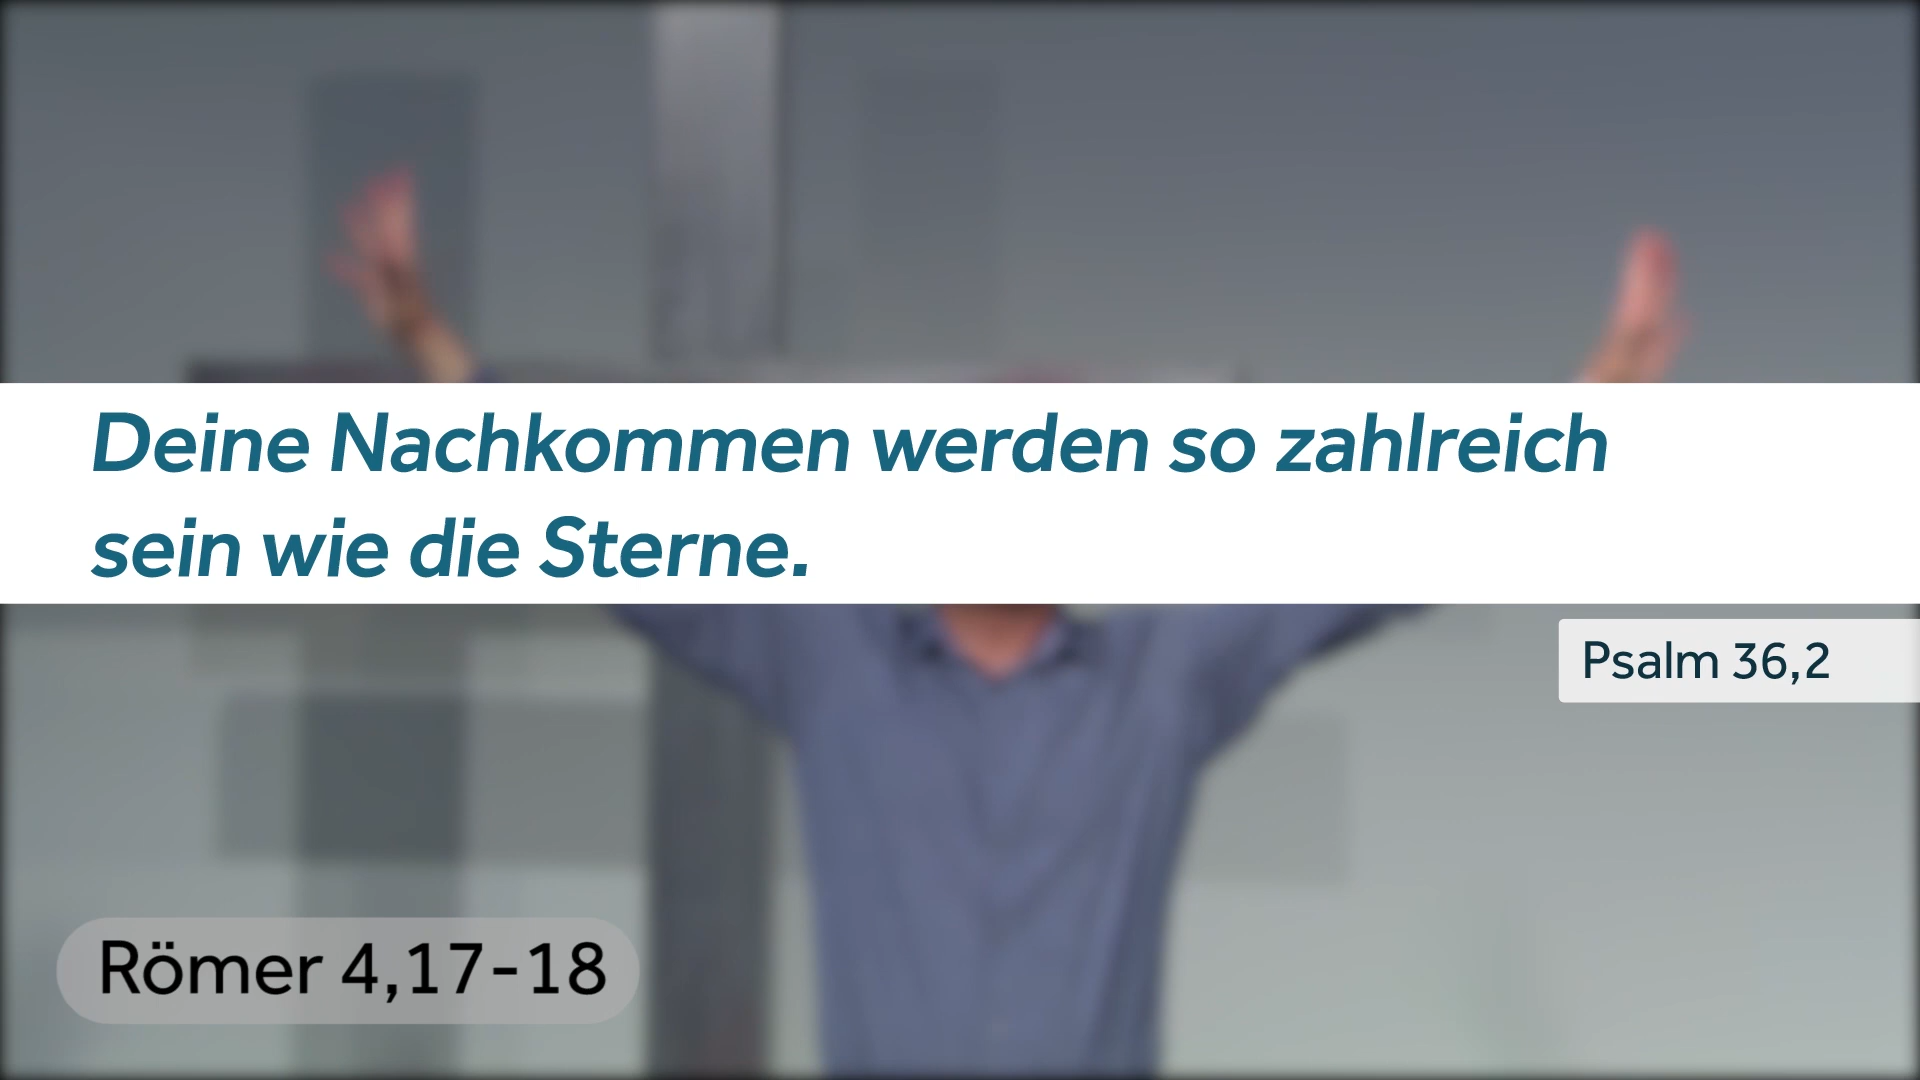 Deine Nachkommen werden so zahlreich
sein wie die Sterne.
Psalm 36,2
Römer 4,17-18